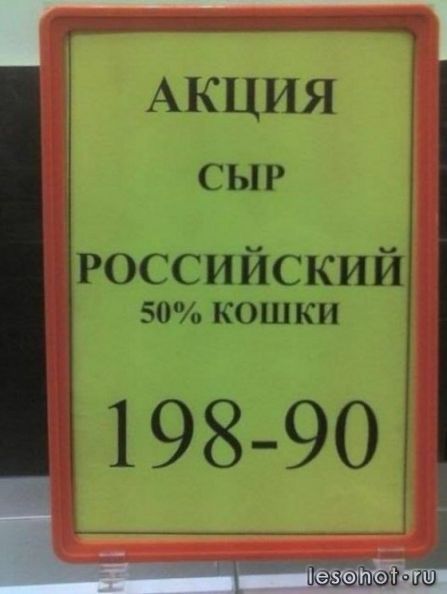 АКЦИЯ
СЫР
РОССИЙСКИЙ
50% КОШКИ
198-90
lesohot.ru